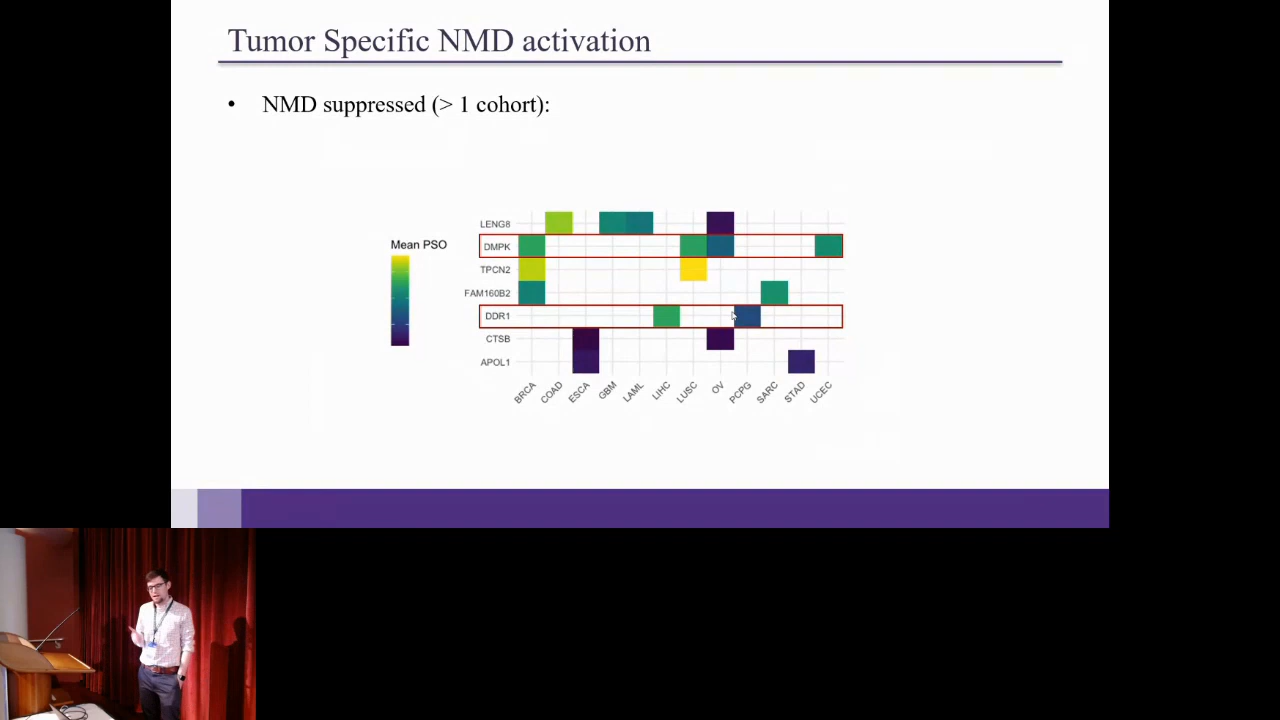 Tumor Specific NMD activation
• NMD suppressed (> 1 cohort):
Mean PSO
LENG8
DMPK
TPCN2
FAM160B2
DDR1
CTSB
APOL1
BRCA COAD ESCA GBM LAML LIHC LUSC OV PCPG SARC STAD UCEC